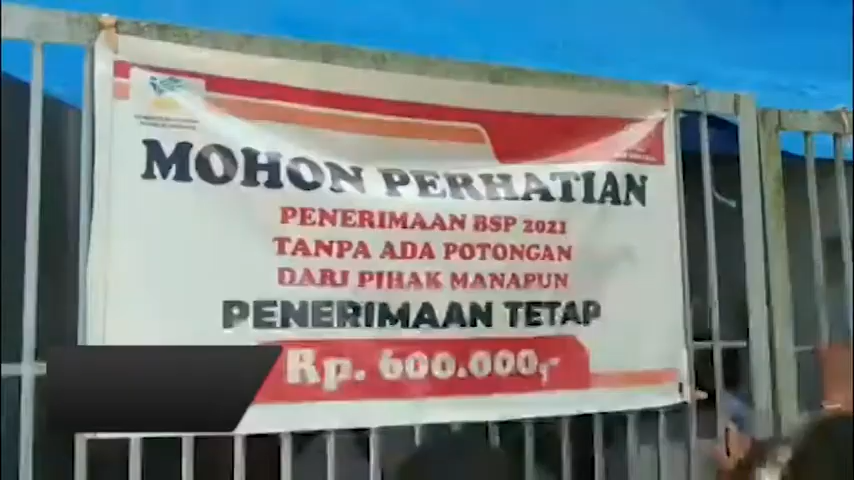 MOHON PERHATIAN
PENERIMAAN BSP 2021
TANPA ADA POTONGAN
DARI PIHAK MANAPUN
PENERIMAAN TETAP
Rp. 600.000,-